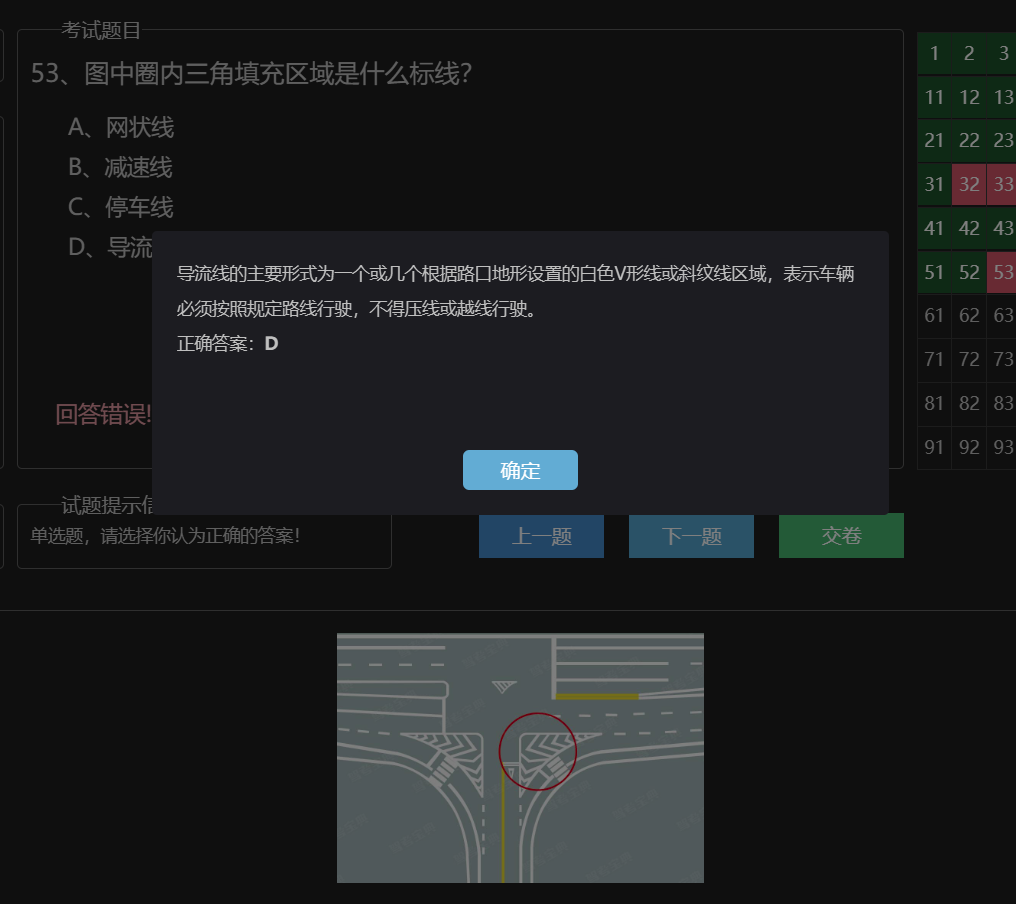 考试题目
53、图中圈内三角填充区域是什么标线?
A、网状线
B、减速线
C、停车线
D、导流
导流线的主要形式为一个或几个根据路口地形设置的白色V形线或斜纹线区域，表示车辆
必须按照规定路线行驶，不得压线或越线行驶。
正确答案：D
确定
回答错误!
试题提示信
单选题，请选择你认为正确的答案!
上一题
下一题
交卷
1 2 3
11 12 13
21 22 23
31 32 33
41 42 43
51 52 53
61 62 63
71 72 73
81 82 83
91 92 93